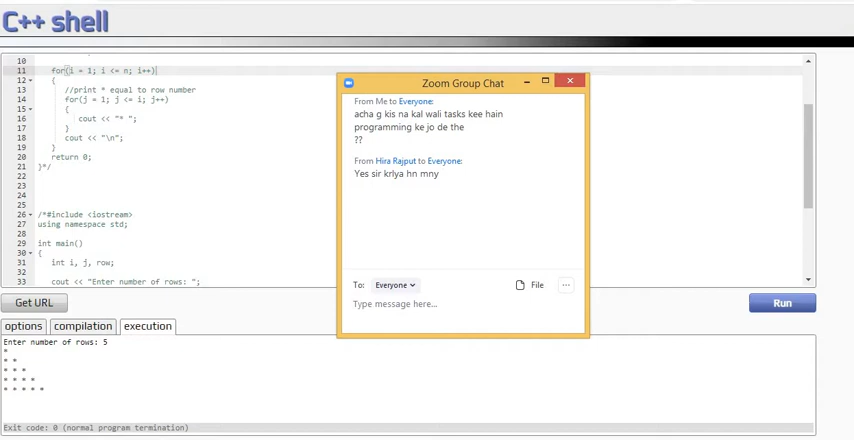 C++ shell
10
11 for(i = 1; i <= n; i++)
12 {
13 //print * equal to row number
14 for(j = 1; j <= i; j++)
15 {
16 cout << "* ";
17 }
18 cout << "\n";
19 }
20 return 0;
21 }*/
22
23
24
25
26 /*#include <iostream>
27 using namespace std;
28
29 int main()
30 {
31 int i, j, row;
32
33 cout << "Enter number of rows: ";
Zoom Group Chat
From Me to Everyone:
acha g kis na kal wali tasks kee hain
programming ke jo de the
??
From Hira Rajput to Everyone:
Yes sir krlya hn mny
To: Everyone File ...
Type message here...
Get URL
Run
options compilation execution
Enter number of rows: 5
*
* *
* * *
* * * *
* * * * *
Exit code: 0 (normal program termination)